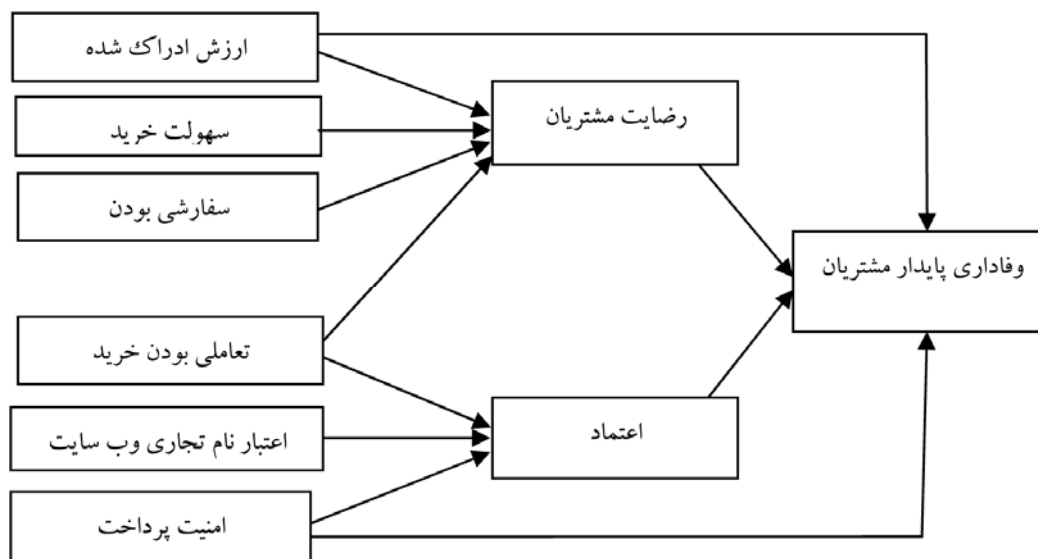 ارزش ادراک شده
سهولت خرید
سفارشی بودن
تعاملی بودن خرید
اعتبار نام تجاری وب سایت
امنیت پرداخت
رضایت مشتریان
اعتماد
وفاداری پایدار مشتریان